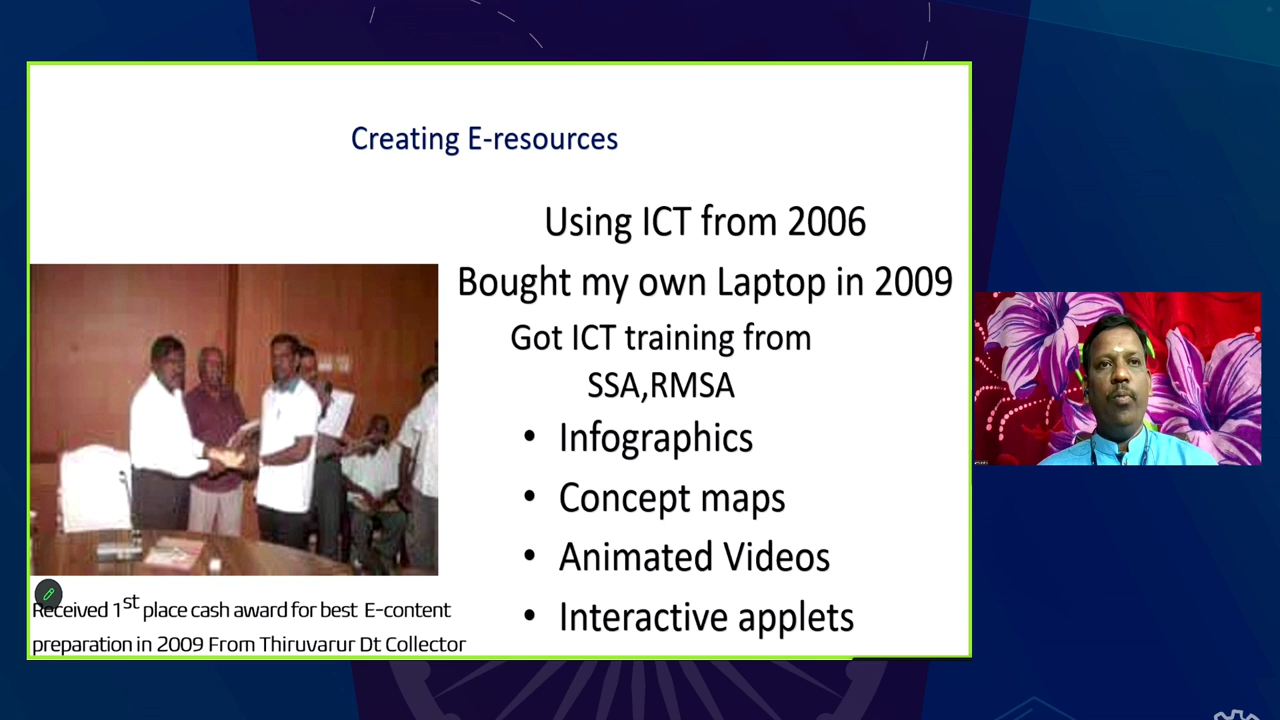 Creating E-resources
Using ICT from 2006
Bought my own Laptop in 2009
Got ICT training from
SSA,RMSA
• Infographics
• Concept maps
• Animated Videos
• Interactive applets
Received 1st place cash award for best E-content
preparation in 2009 From Thiruvarur Dt Collector